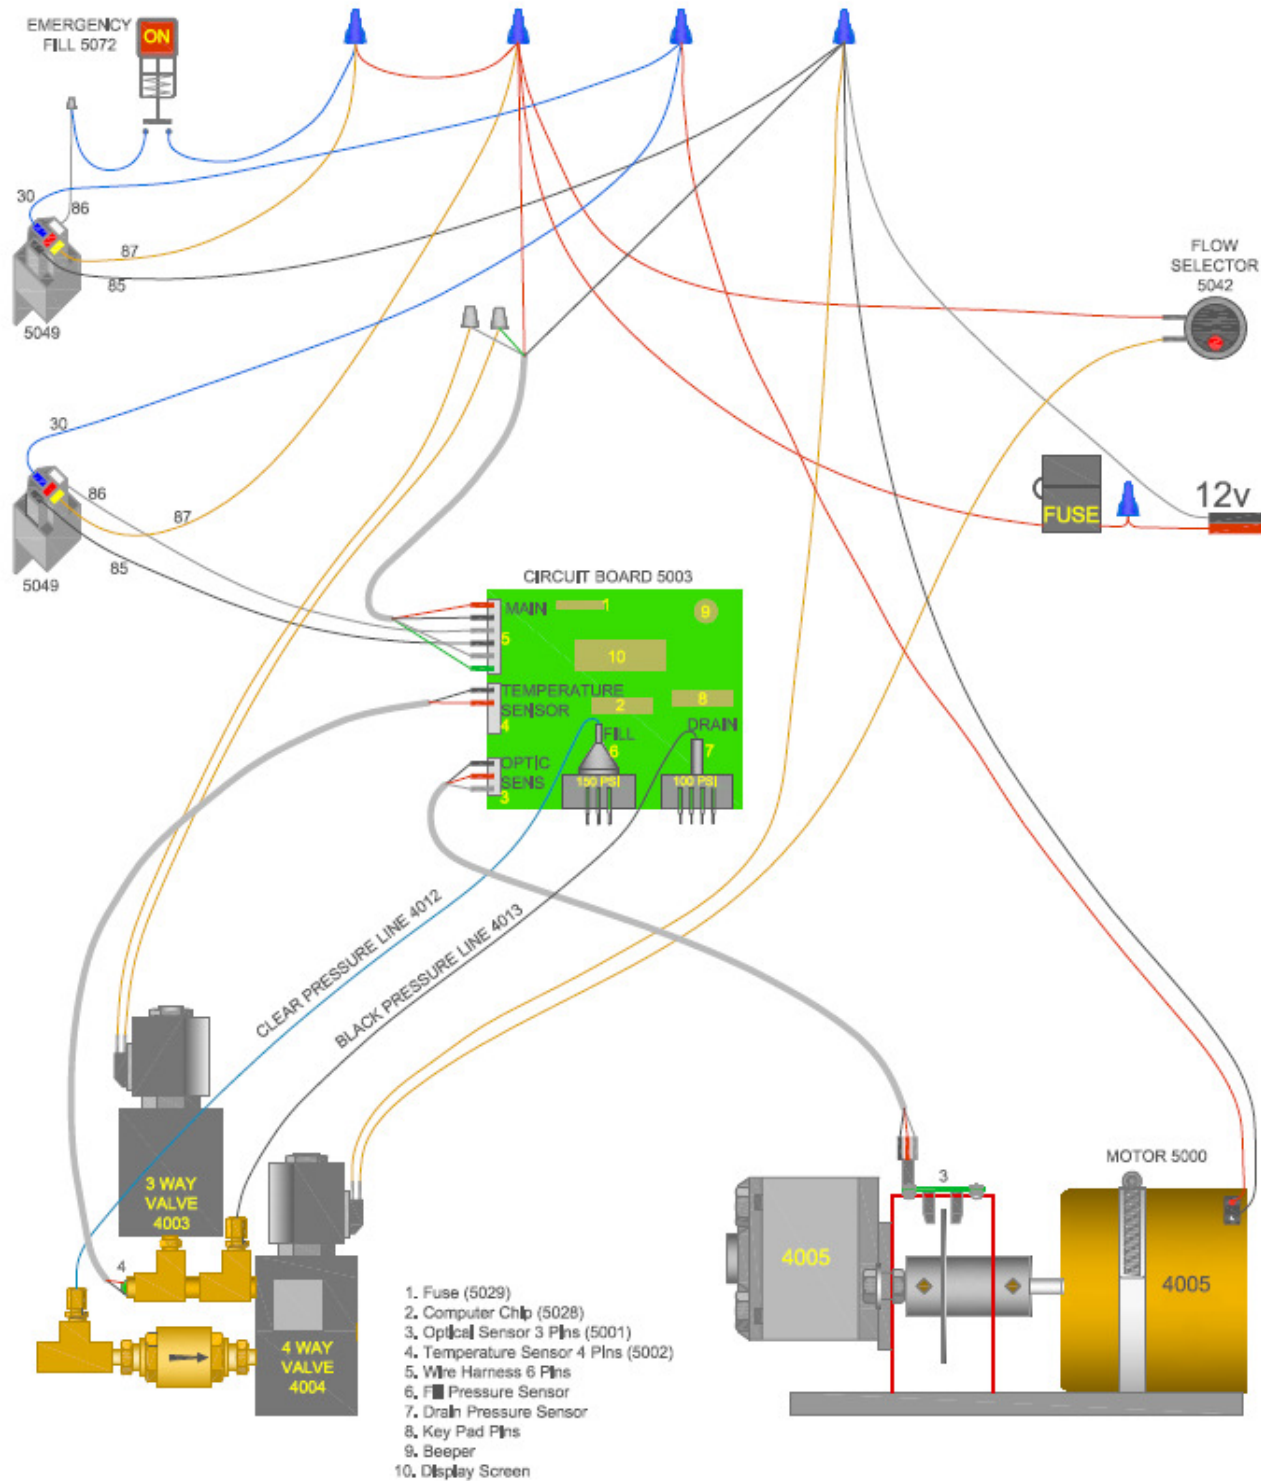 EMERGENCY
FILL 5072
ON
30
86
87
85
5049
FLOW
SELECTOR
5042
30
86
87
85
5049
12v
FUSE
CIRCUIT BOARD 5003
MAIN
1
9
5
10
TEMPERATURE
SENSOR
4
2
8
FILL
6
DRAIN
7
OPTIC
SENS
3
150 PSI
100 PSI
CLEAR PRESSURE LINE 4012
BLACK PRESSURE LINE 4013
3 WAY
VALVE
4003
4
4 WAY
VALVE
4004
MOTOR 5000
3
4005
4005
1. Fuse (5029)
2. Computer Chip (5028)
3. Optical Sensor 3 Pins (5001)
4. Temperature Sensor 4 Pins (5002)
5. Wire Harness 6 Pins
6. Fill Pressure Sensor
7. Drain Pressure Sensor
8. Key Pad Pins
9. Beeper
10. Display Screen